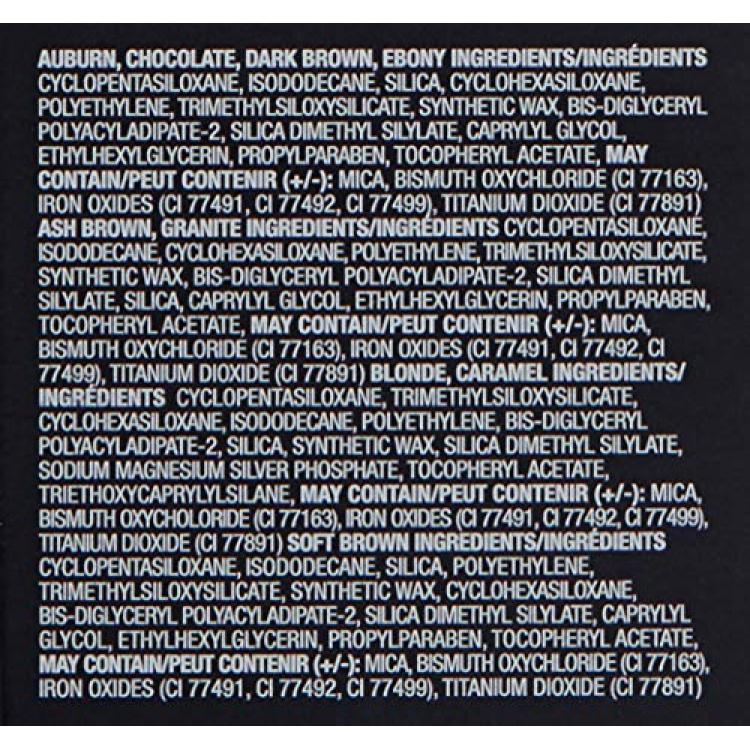 AUBURN, CHOCOLATE, DARK BROWN, EBONY INGREDIENTS/INGRÉDIENTS
CYCLOPENTASILOXANE, ISODODECANE, SILICA, CYCLOHEXASILOXANE,
POLYETHYLENE, TRIMETHYLSILOXYSILICATE, SYNTHETIC WAX, BIS-DIGLYCERYL
POLYACYLADIPATE-2, SILICA DIMETHYL SILYLATE, CAPRYLYL GLYCOL,
ETHYLHEXYLGLYCERIN, PROPYLPARABEN, TOCOPHERYL ACETATE, MAY
CONTAIN/PEUT CONTENIR (+/-): MICA, BISMUTH OXYCHLORIDE (CI 77163),
IRON OXIDES (CI 77491, CI 77492, CI 77499), TITANIUM DIOXIDE (CI 77891)
ASH BROWN, GRANITE INGREDIENTS/INGRÉDIENTS CYCLOPENTASILOXANE,
ISODODECANE, CYCLOHEXASILOXANE, POLYETHYLENE, TRIMETHYLSILOXYSILICATE,
SYNTHETIC WAX, BIS-DIGLYCERYL POLYACYLADIPATE-2, SILICA DIMETHYL
SILYLATE, SILICA, CAPRYLYL GLYCOL, ETHYLHEXYLGLYCERIN, PROPYLPARABEN,
TOCOPHERYL ACETATE, MAY CONTAIN/PEUT CONTENIR (+/-): MICA,
BISMUTH OXYCHLORIDE (CI 77163), IRON OXIDES (CI 77491, CI 77492, CI
77499), TITANIUM DIOXIDE (CI 77891) BLONDE, CARAMEL INGREDIENTS/
INGRÉDIENTS CYCLOPENTASILOXANE, TRIMETHYLSILOXYSILICATE,
CYCLOHEXASILOXANE, ISODODECANE, POLYETHYLENE, BIS-DIGLYCERYL
POLYACYLADIPATE-2, SILICA, SYNTHETIC WAX, SILICA DIMETHYL SILYLATE,
SODIUM MAGNESIUM SILVER PHOSPHATE, TOCOPHERYL ACETATE,
TRIETHOXYCAPRYLYLSILANE, MAY CONTAIN/PEUT CONTENIR (+/-): MICA,
BISMUTH OXYCHOLORIDE (CI 77163), IRON OXIDES (CI 77491, CI 77492, CI 77499),
TITANIUM DIOXIDE (CI 77891) SOFT BROWN INGREDIENTS/INGRÉDIENTS
CYCLOPENTASILOXANE, ISODODECANE, SILICA, POLYETHYLENE,
TRIMETHYLSILOXYSILICATE, SYNTHETIC WAX, CYCLOHEXASILOXANE,
BIS-DIGLYCERYL POLYACYLADIPATE-2, SILICA DIMETHYL SILYLATE, CAPRYLYL
GLYCOL, ETHYLHEXYLGLYCERIN, PROPYLPARABEN, TOCOPHERYL ACETATE,
MAY CONTAIN/PEUT CONTENIR (+/-): MICA, BISMUTH OXYCHLORIDE (CI 77163),
IRON OXIDES (CI 77491, CI 77492, CI 77499), TITANIUM DIOXIDE (CI 77891)